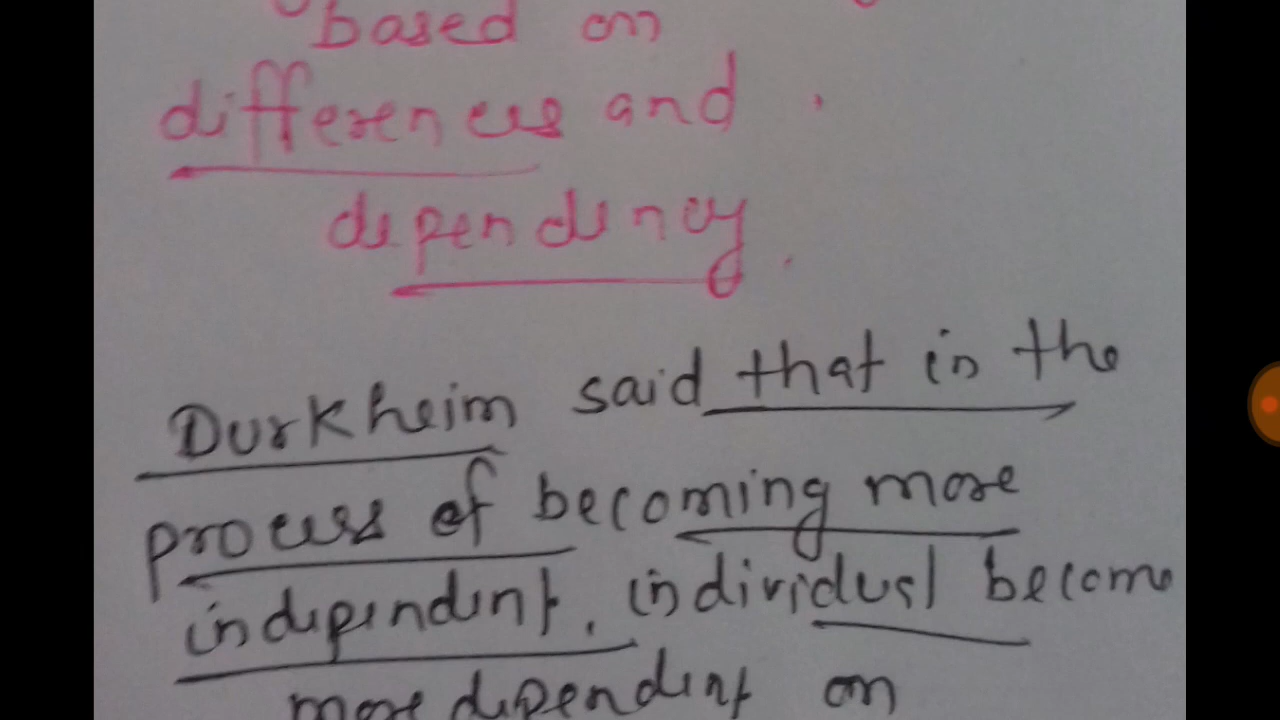 based on
differences and
dependency.
Durkheim said that in the
process of becoming more
independent, individual become
more dependent on